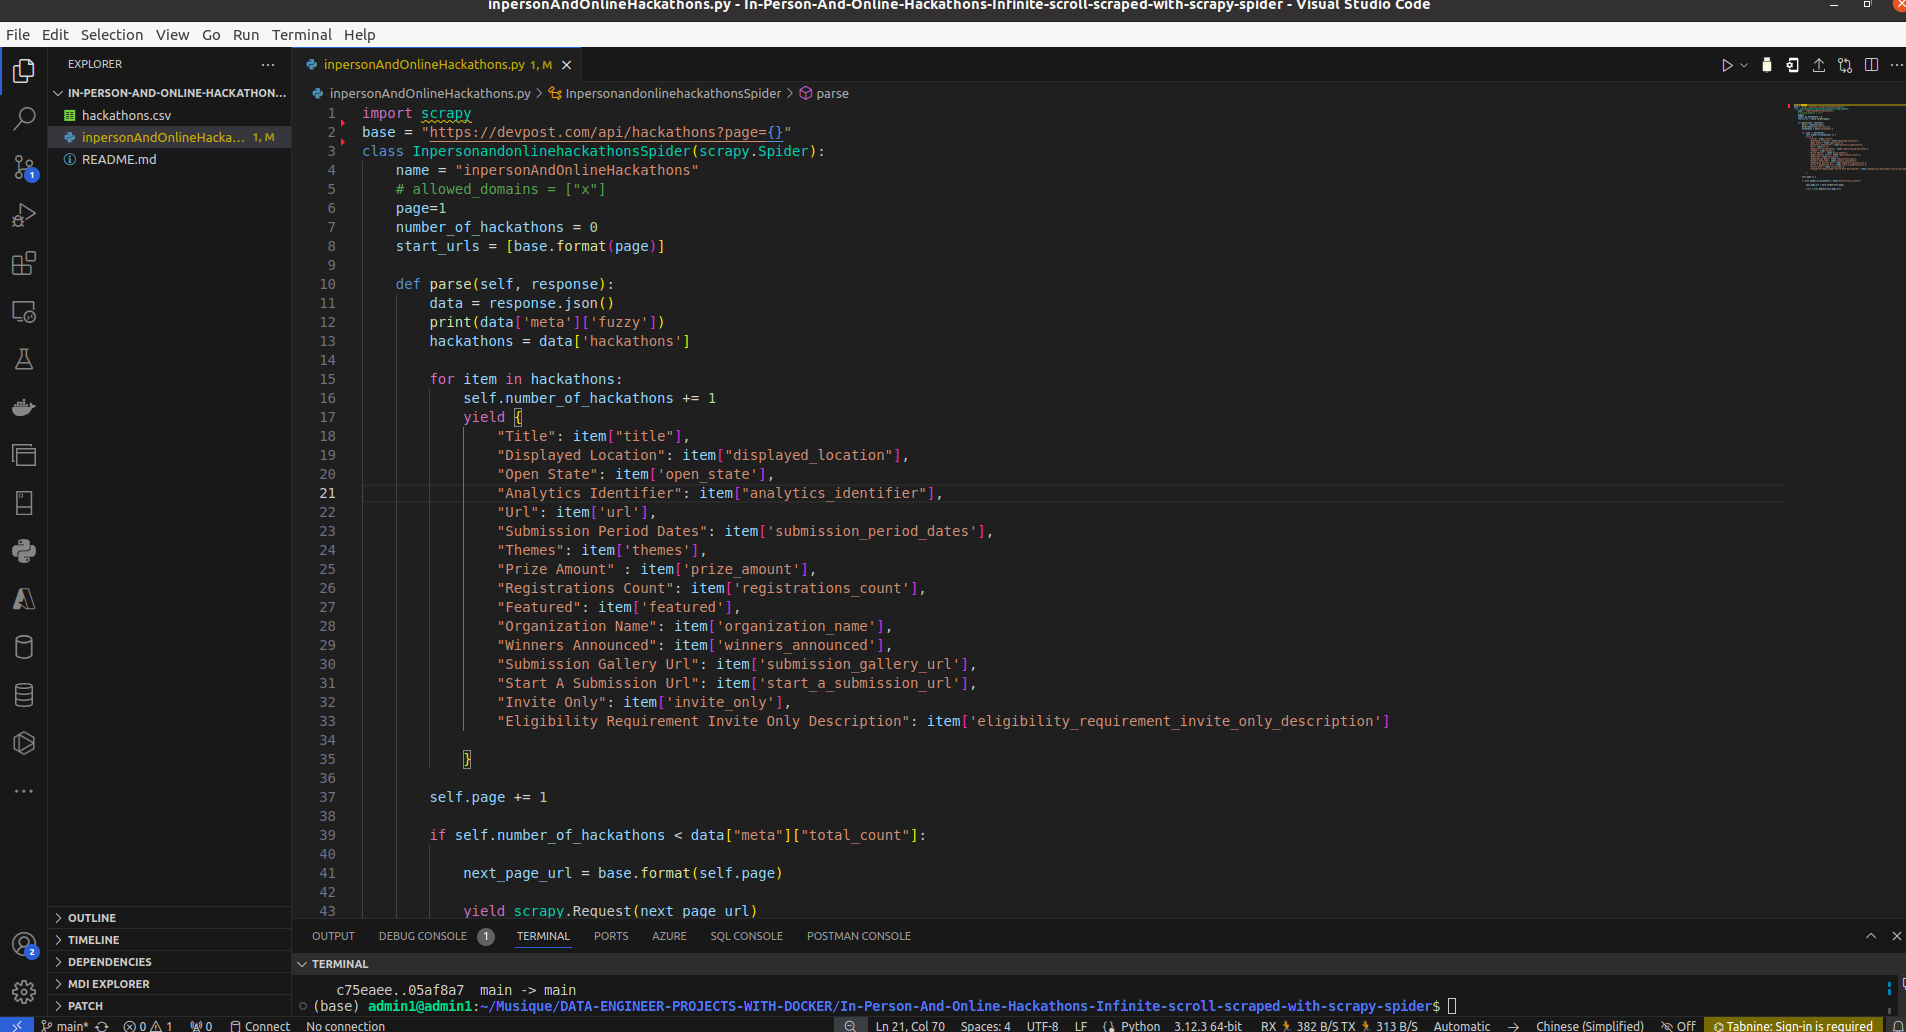 inpersonAndOnlineHackathons.py - In-Person-And-Online-Hackathons-Infinite-scroll-scraped-with-scrapy-spider - Visual Studio Code
File Edit Selection View Go Run Terminal Help
EXPLORER
IN-PERSON-AND-ONLINE-HACKATHON...
hackathons.csv
inpersonAndOnlineHacka... 1, M
README.md
OUTLINE
TIMELINE
DEPENDENCIES
MDI EXPLORER
PATCH
1
2
inpersonAndOnlineHackathons.py 1, M
inpersonAndOnlineHackathons.py > InpersonandonlinehackathonsSpider > parse
1 import scrapy
2 base = "https://devpost.com/api/hackathons?page={}"
3 class InpersonandonlinehackathonsSpider(scrapy.Spider):
4 name = "inpersonAndOnlineHackathons"
5 # allowed_domains = ["x"]
6 page=1
7 number_of_hackathons = 0
8 start_urls = [base.format(page)]
9
10 def parse(self, response):
11 data = response.json()
12 print(data['meta']['fuzzy'])
13 hackathons = data['hackathons']
14
15 for item in hackathons:
16 self.number_of_hackathons += 1
17 yield {
18 "Title": item["title"],
19 "Displayed Location": item["displayed_location"],
20 "Open State": item['open_state'],
21 "Analytics Identifier": item["analytics_identifier"],
22 "Url": item['url'],
23 "Submission Period Dates": item['submission_period_dates'],
24 "Themes": item['themes'],
25 "Prize Amount" : item['prize_amount'],
26 "Registrations Count": item['registrations_count'],
27 "Featured": item['featured'],
28 "Organization Name": item['organization_name'],
29 "Winners Announced": item['winners_announced'],
30 "Submission Gallery Url": item['submission_gallery_url'],
31 "Start A Submission Url": item['start_a_submission_url'],
32 "Invite Only": item['invite_only'],
33 "Eligibility Requirement Invite Only Description": item['eligibility_requirement_invite_only_description']
34
35 }
36
37 self.page += 1
38
39 if self.number_of_hackathons < data["meta"]["total_count"]:
40
41 next_page_url = base.format(self.page)
42
43 yield scrapy.Request(next_page_url)
OUTPUT DEBUG CONSOLE 1 TERMINAL PORTS AZURE SQL CONSOLE POSTMAN CONSOLE
TERMINAL
c75eaee..05af8a7 main -> main
(base) admin1@admin1:~/Musique/DATA-ENGINEER-PROJECTS-WITH-DOCKER/In-Person-And-Online-Hackathons-Infinite-scroll-scraped-with-scrapy-spider$
main* 0 1 0 Connect No connection Ln 21, Col 70 Spaces: 4 UTF-8 LF Python 3.12.3 64-bit RX 382 B/S TX 313 B/S Automatic → Chinese (Simplified) Off Tabnine: Sign-in is required